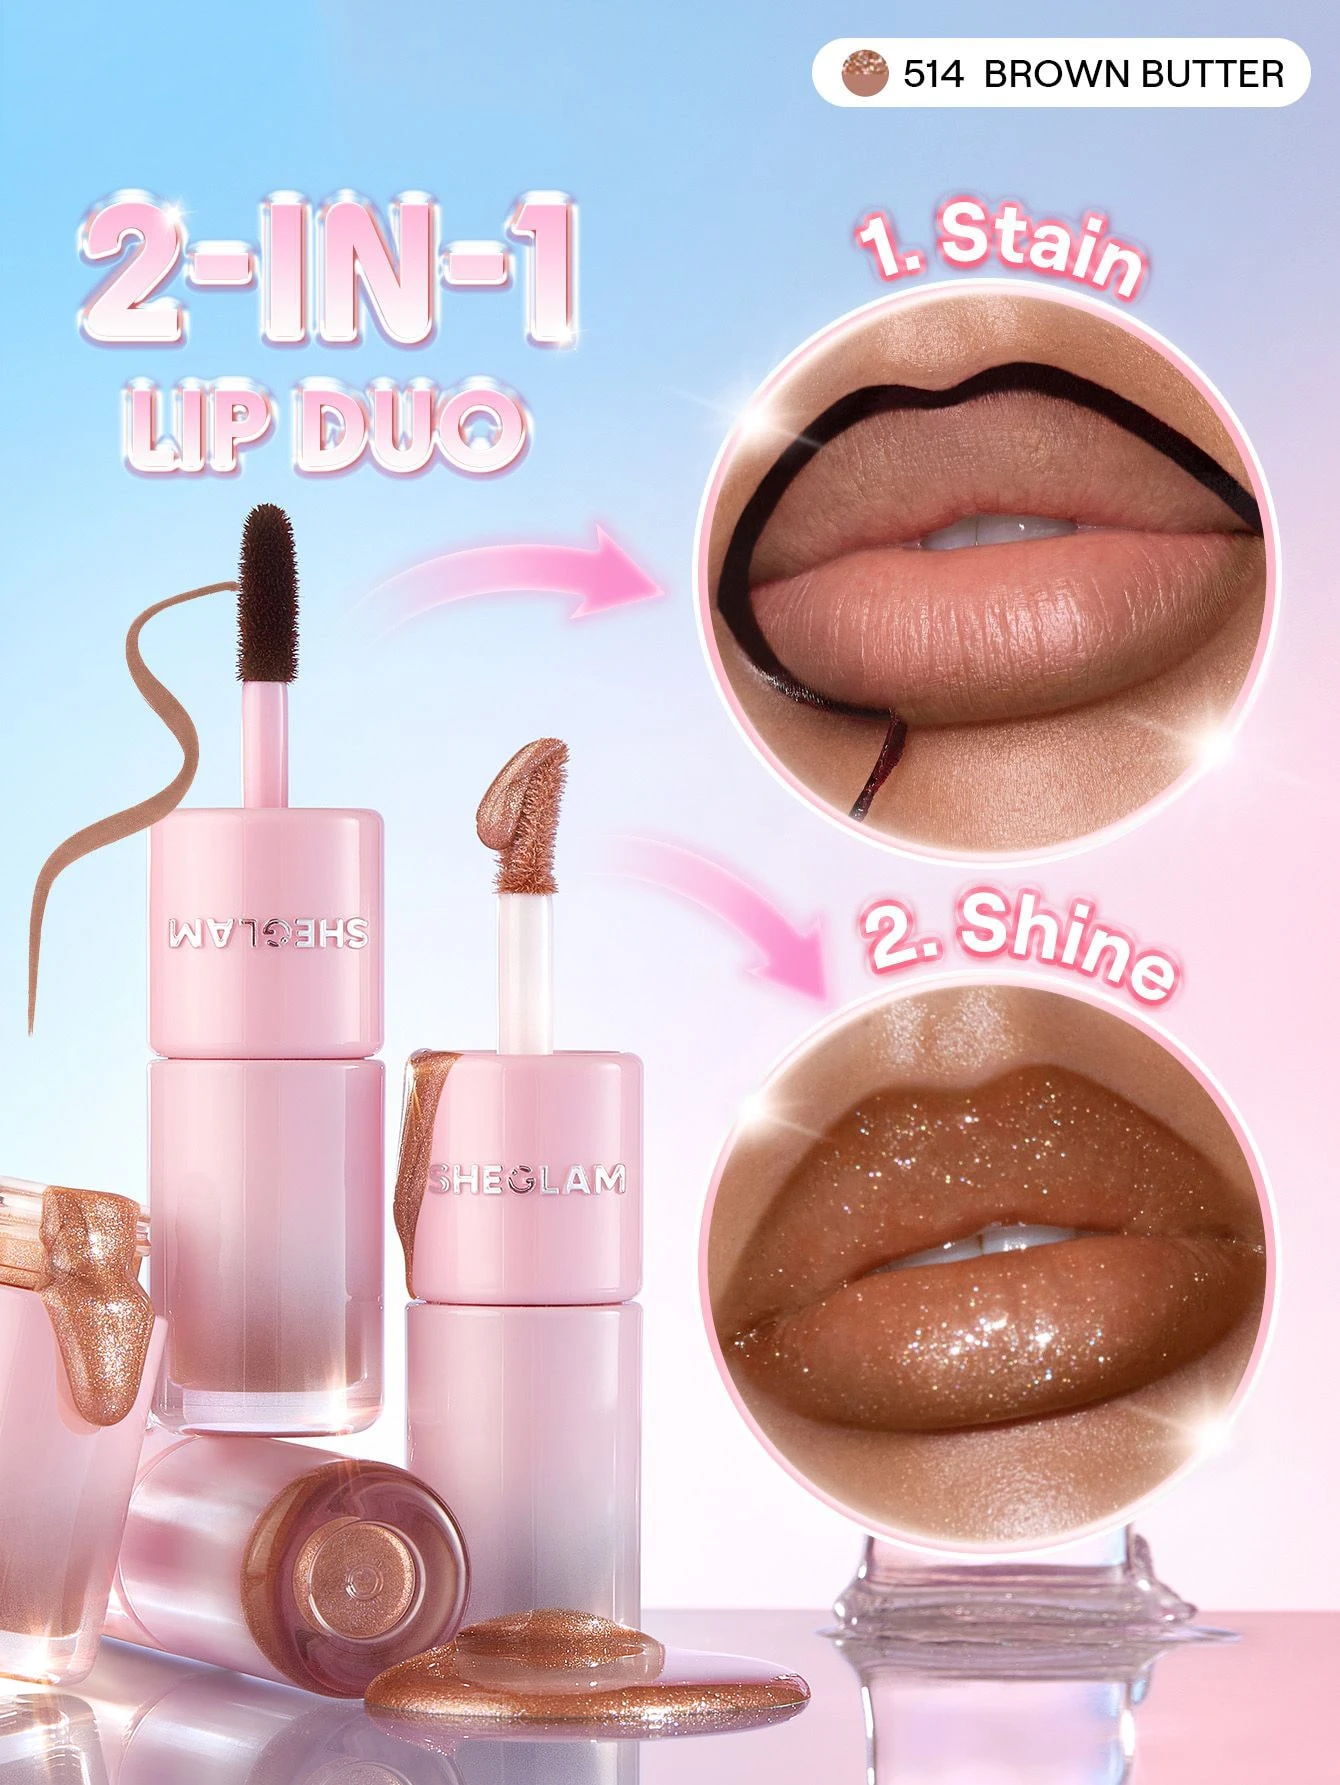 514 BROWN BUTTER
2-IN-1
LIP DUO
1. Stain
SHEGLAM
2. Shine
SHEGLAM